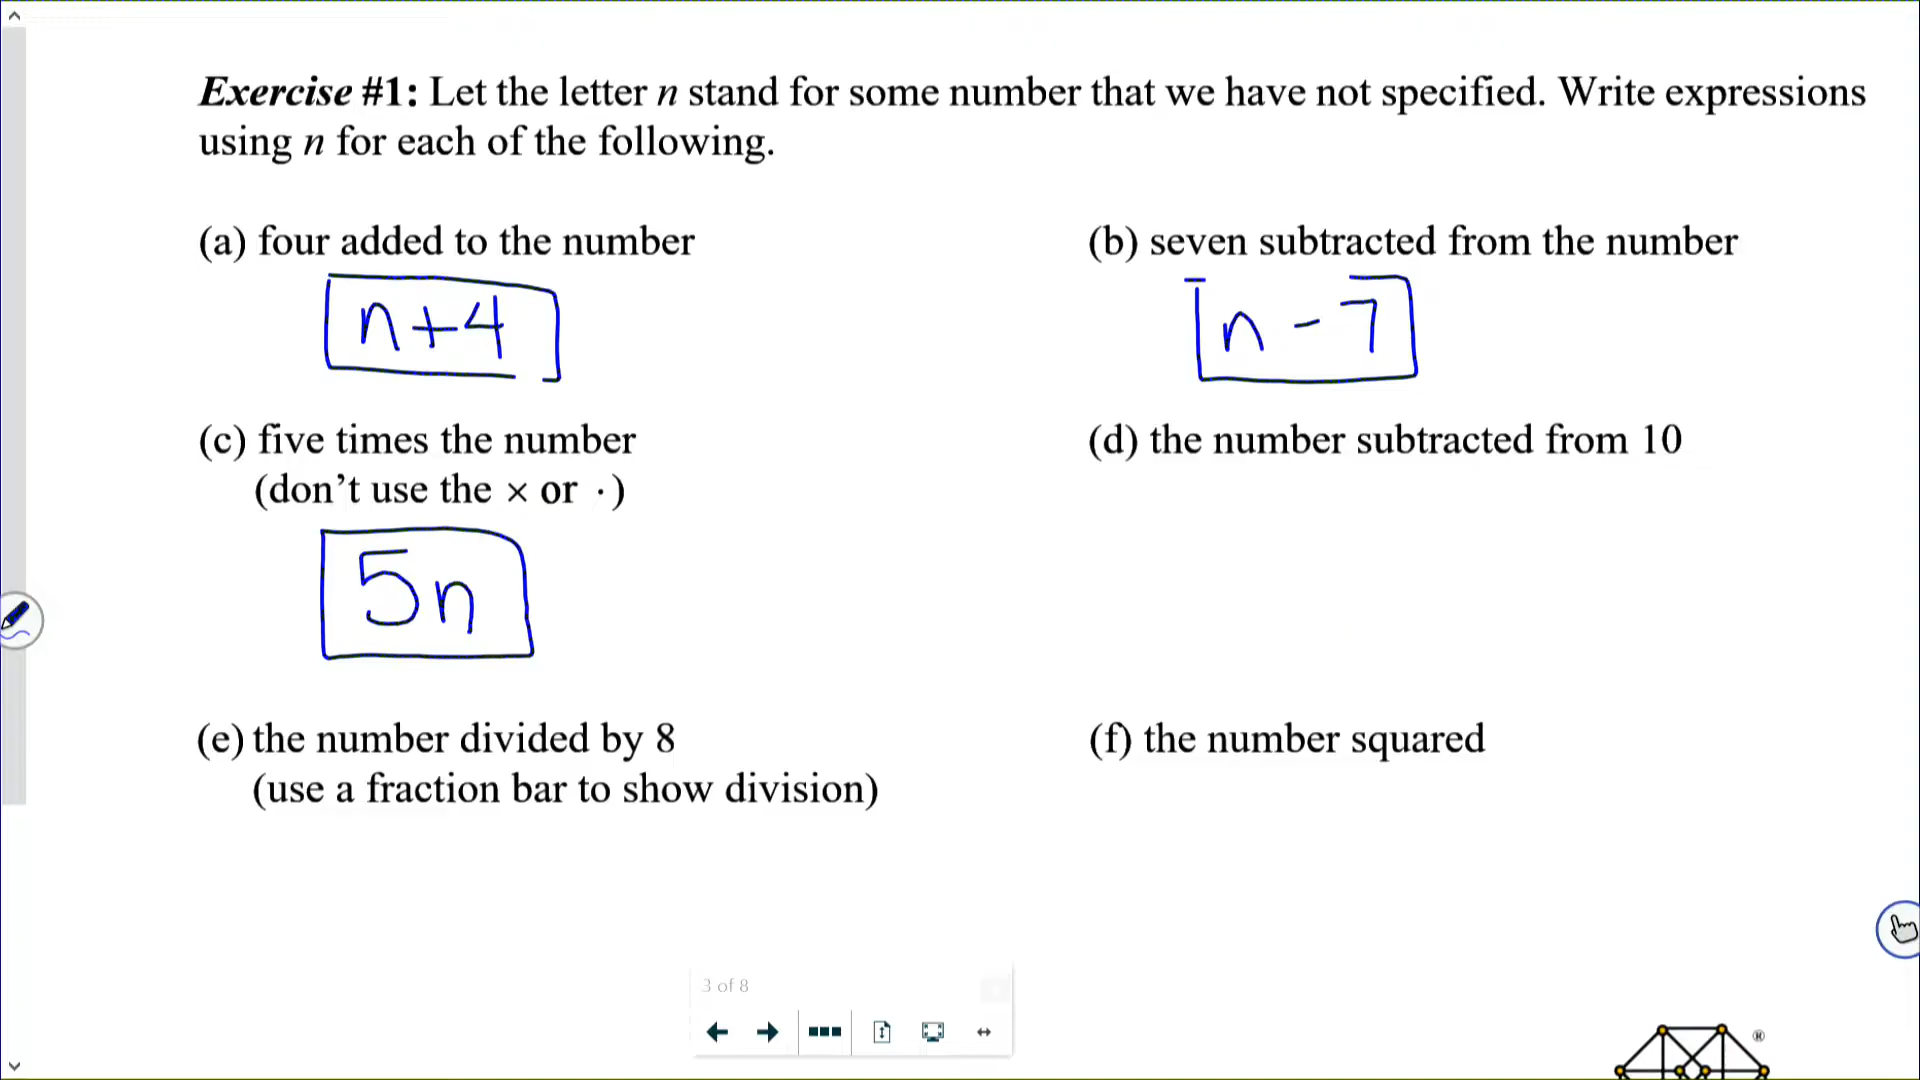 Exercise #1: Let the letter n stand for some number that we have not specified. Write expressions
using n for each of the following.
(a) four added to the number
(b) seven subtracted from the number
n+4
n - 7
(c) five times the number
(d) the number subtracted from 10
(don’t use the × or ·)
5n
(e) the number divided by 8
(f) the number squared
(use a fraction bar to show division)
3 of 8
®